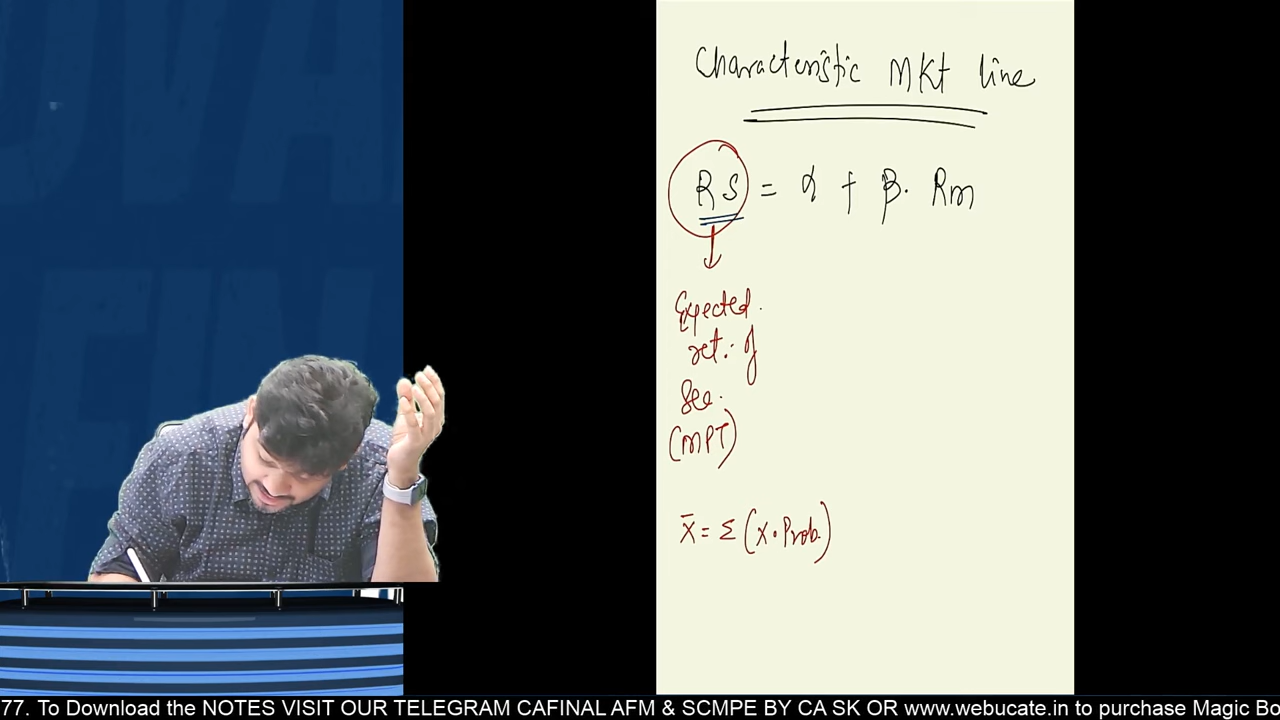 Characteristic MKt line
RS = α + β. Rm
Expected.
ret. of
Sec.
(MPT)
X̄ = Σ (X • Prob.)
77. To Download the NOTES VISIT OUR TELEGRAM CAFINAL AFM & SCMPE BY CA SK OR www.webucate.in to purchase Magic Bo